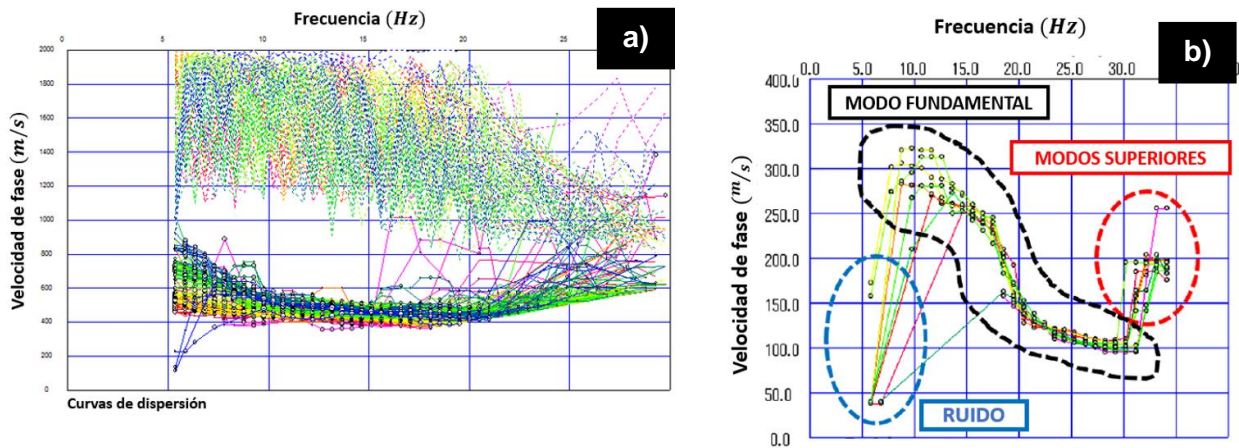 Frecuencia (Hz)
a)
0 5 10 15 20 25
2000
1800
1600
1400
1200
1000
800
600
400
200
0
Velocidad de fase (m/s)
Curvas de dispersión
Frecuencia (Hz)
b)
0.0 5.0 10.0 15.0 20.0 25.0 30.0
400.0
350.0
300.0
250.0
200.0
150.0
100.0
50.0
0.0
Velocidad de fase (m/s)
MODO FUNDAMENTAL
MODOS SUPERIORES
RUIDO